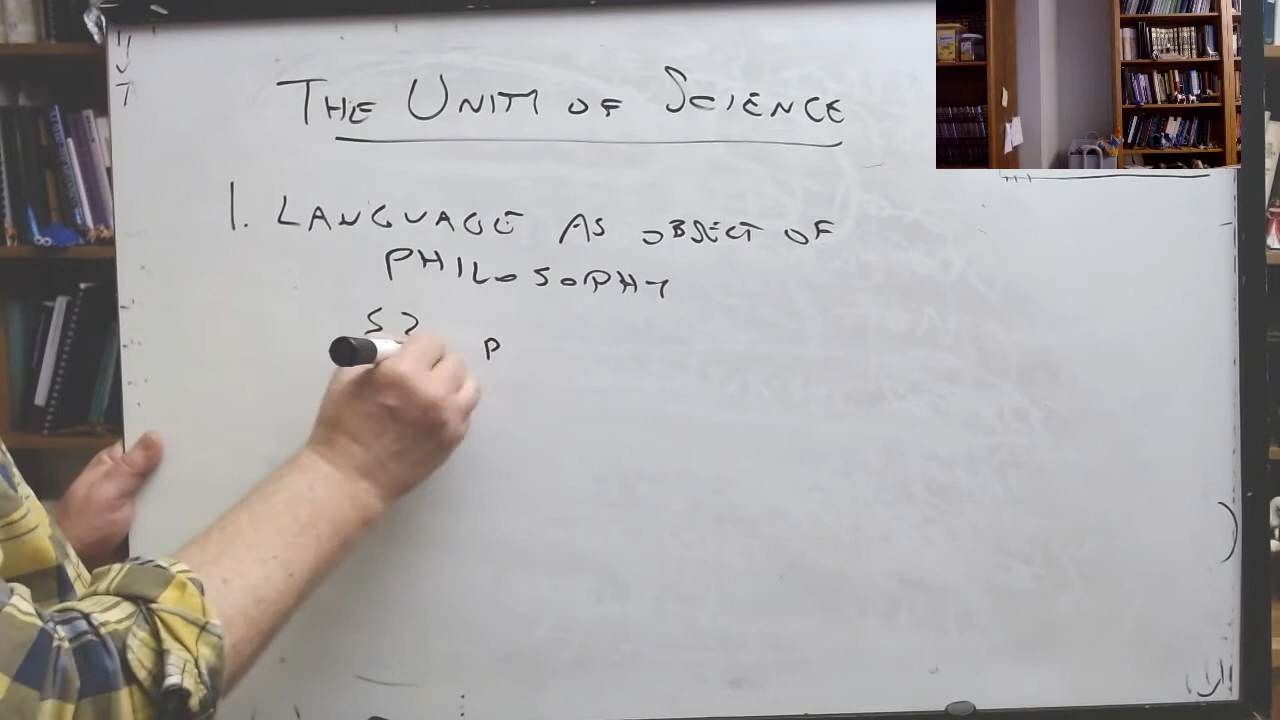 THE UNITY OF SCIENCE
1. LANGUAGE AS OBJECT OF
PHILOSOPHY
P